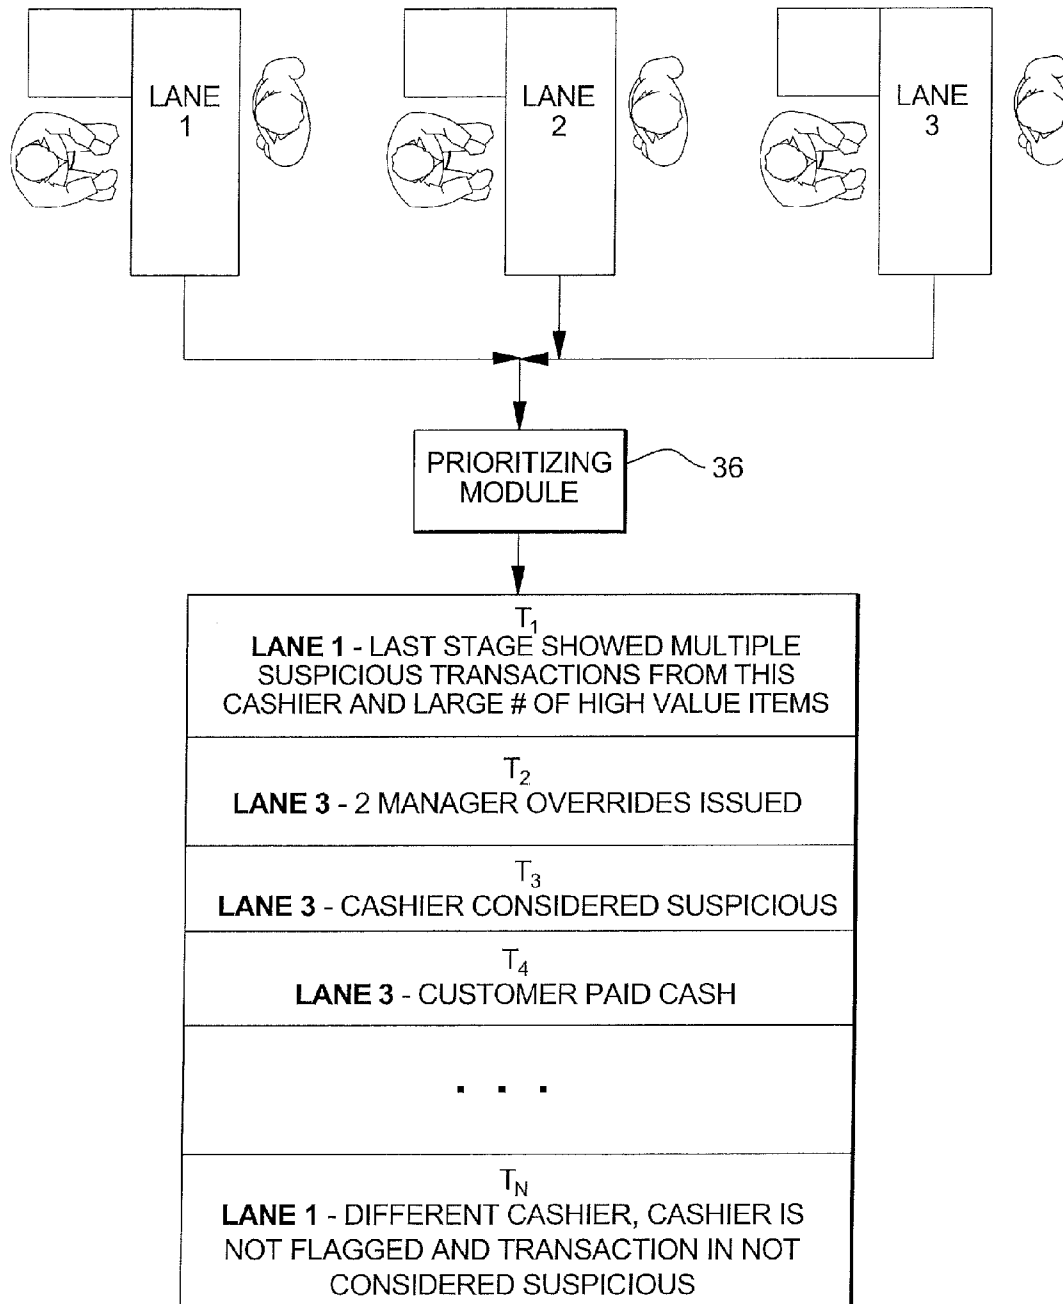 LANE
1
LANE
2
LANE
3
PRIORITIZING
MODULE
36
T1
LANE 1 - LAST STAGE SHOWED MULTIPLE
SUSPICIOUS TRANSACTIONS FROM THIS
CASHIER AND LARGE # OF HIGH VALUE ITEMS
T2
LANE 3 - 2 MANAGER OVERRIDES ISSUED
T3
LANE 3 - CASHIER CONSIDERED SUSPICIOUS
T4
LANE 3 - CUSTOMER PAID CASH
. . .
TN
LANE 1 - DIFFERENT CASHIER, CASHIER IS
NOT FLAGGED AND TRANSACTION IN NOT
CONSIDERED SUSPICIOUS